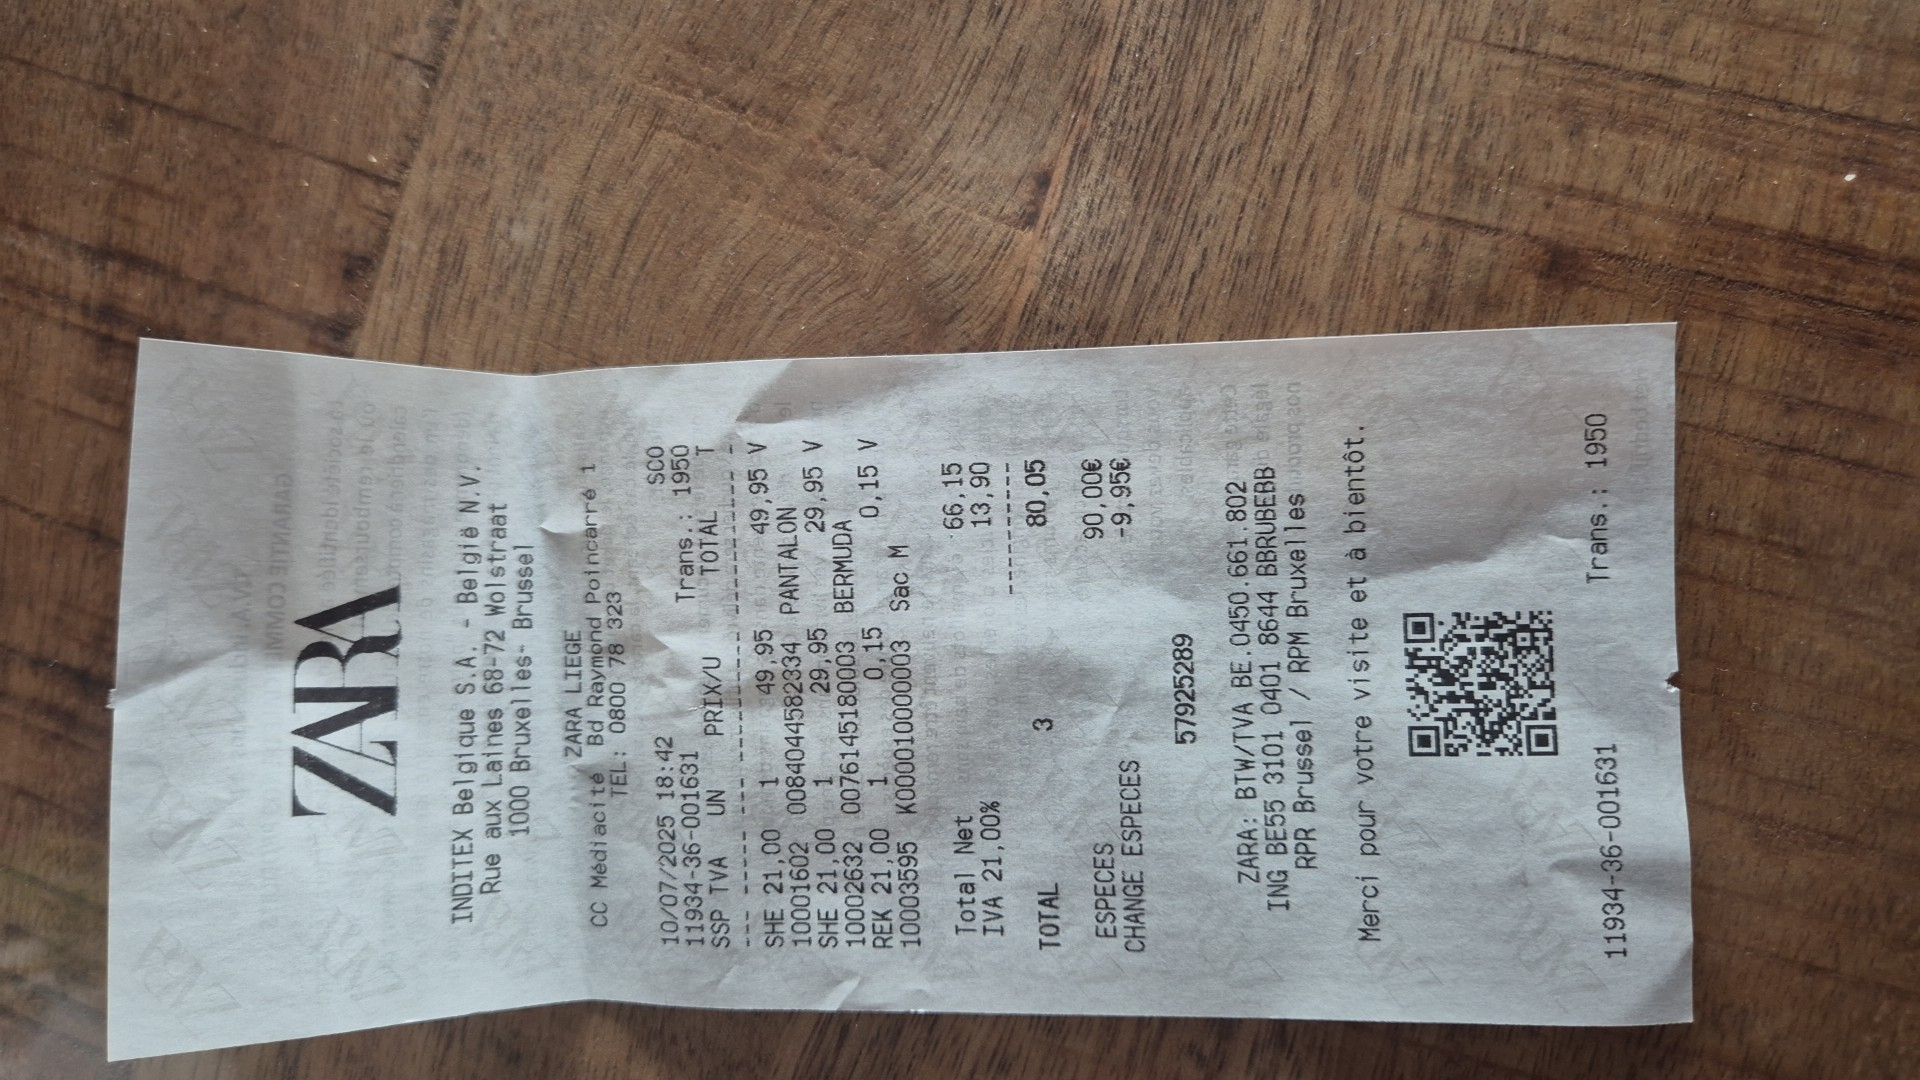 ZARA
INDITEX Belgique S.A. - België N.V.
Rue aux Laines 68-72 Wolstraat
1000 Bruxelles- Brussel
ZARA LIEGE
CC Médiacité Bd Raymond Poincarré 1
TEL: 0800 78 323
10/07/2025 18:42 SCO
11934-36-001631 Trans.: 1950
SSP TVA UN PRIX/U TOTAL T
SHE 21,00 1 49,95 49,95 V
10001602 0084044582334 PANTALON
SHE 21,00 1 29,95 29,95 V
10002632 00761451800​03 BERMUDA
REK 21,00 1 0,15 0,15 V
10003595 K000010000003 Sac M
Total Net 66,15
IVA 21,00% 13,90
TOTAL 3 80,05
ESPECES 90,00€
CHANGE ESPECES -9,95€
57925289
ZARA: BTW/TVA BE.0450.661.802
ING BE55 3101 0401 8644 BBRUBEBB
RPR Brussel / RPM Bruxelles
Merci pour votre visite et à bientôt.
11934-36-001631 Trans.: 1950